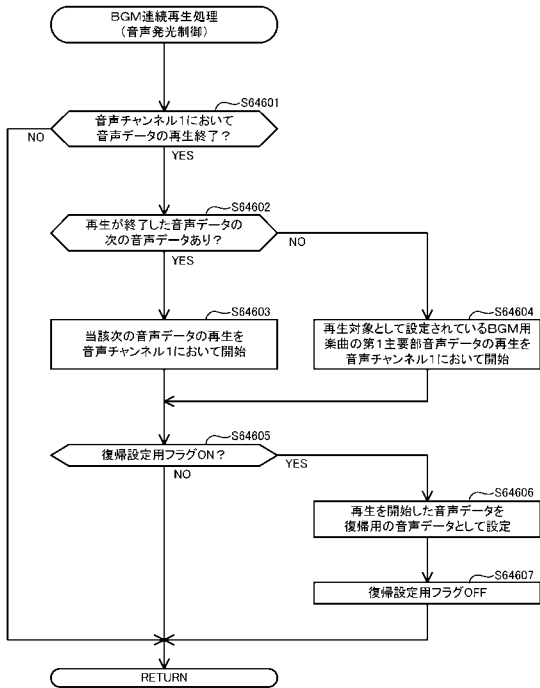 BGM連続再生処理
(音声発光制御)
S64601
音声チャンネル1において
音声データの再生終了?
NO
YES
S64602
再生が終了した音声データの
次の音声データあり?
NO
YES
S64603
当該次の音声データの再生を
音声チャンネル1において開始
S64604
再生対象として設定されているBGM用
楽曲の第1主要部音声データの再生を
音声チャンネル1において開始
S64605
復帰設定用フラグON?
YES
NO
S64606
再生を開始した音声データを
復帰用の音声データとして設定
S64607
復帰設定用フラグOFF
RETURN